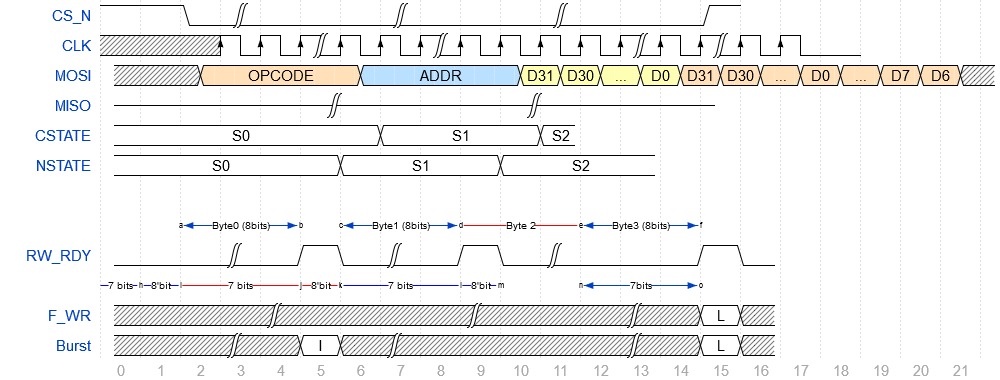 CS_N
CLK
MOSI OPCODE ADDR D31 D30 ... D0 D31 D30 ... D0 ... D7 D6
MISO
CSTATE S0 S1 S2
NSTATE S0 S1 S2
a Byte0 (8bits) b c Byte1 (8bits) d Byte 2 e Byte3 (8bits) f
RW_RDY
7 bits h 8'bit i 7 bits j 8'bit k 7 bits l 8'bit m n 7bits o
F_WR L
Burst I L
0 1 2 3 4 5 6 7 8 9 10 11 12 13 14 15 16 17 18 19 20 21